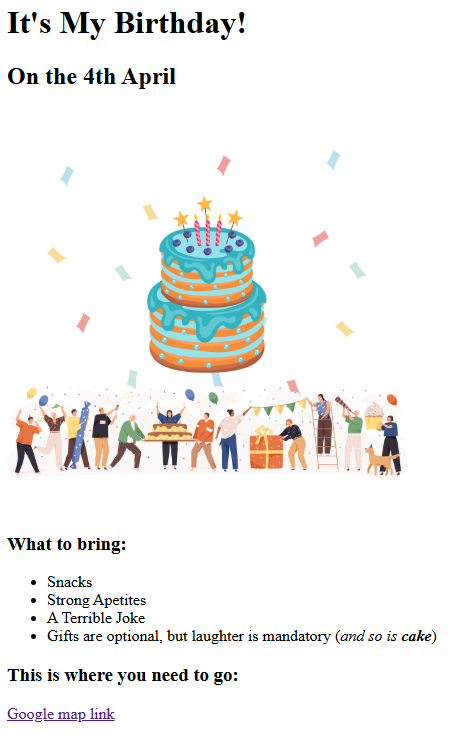 It's My Birthday!
On the 4th April
What to bring:
Snacks
Strong Apetites
A Terrible Joke
Gifts are optional, but laughter is mandatory (and so is cake)
This is where you need to go:
Google map link